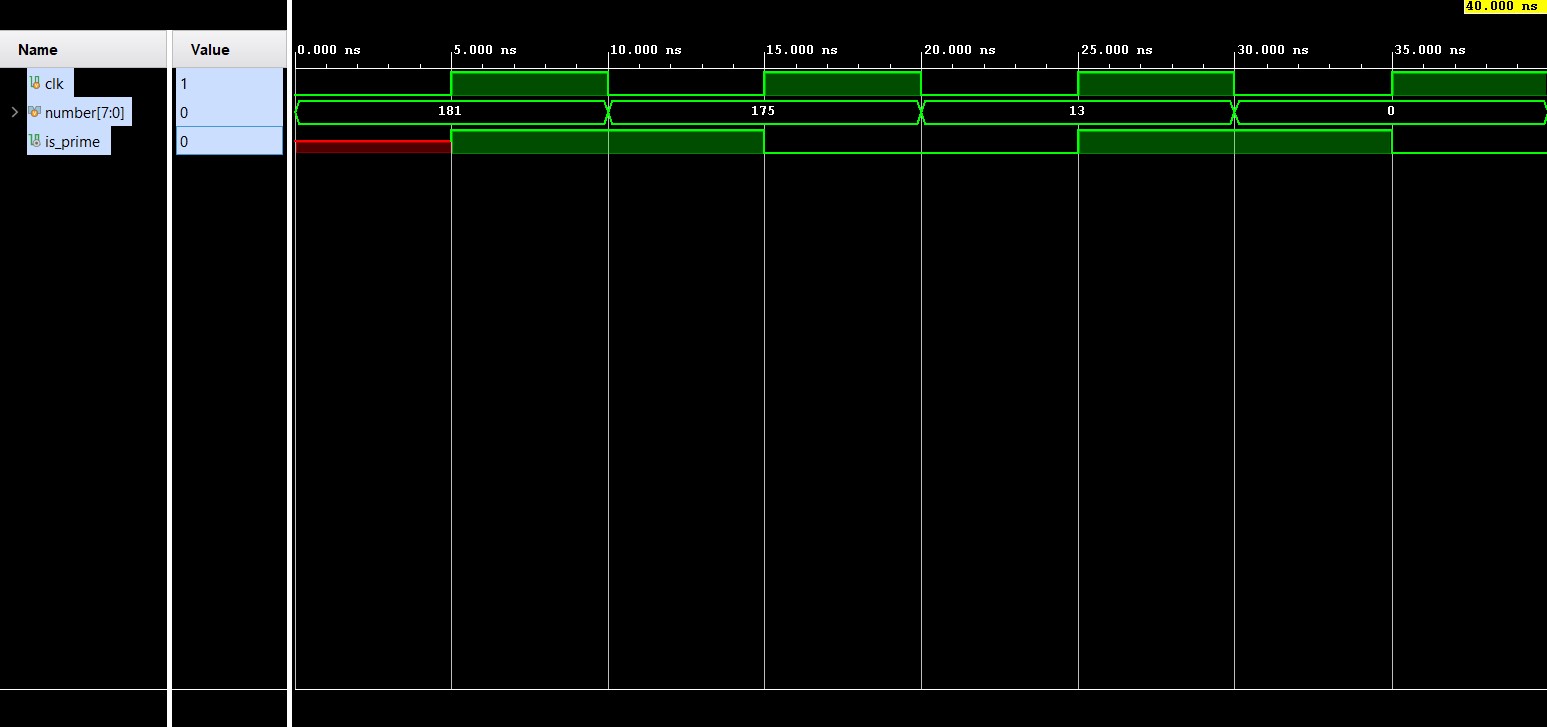 40.000 ns
Name Value 0.000 ns 5.000 ns 10.000 ns 15.000 ns 20.000 ns 25.000 ns 30.000 ns 35.000 ns
clk 1
number[7:0] 0 181 175 13 0
is_prime 0